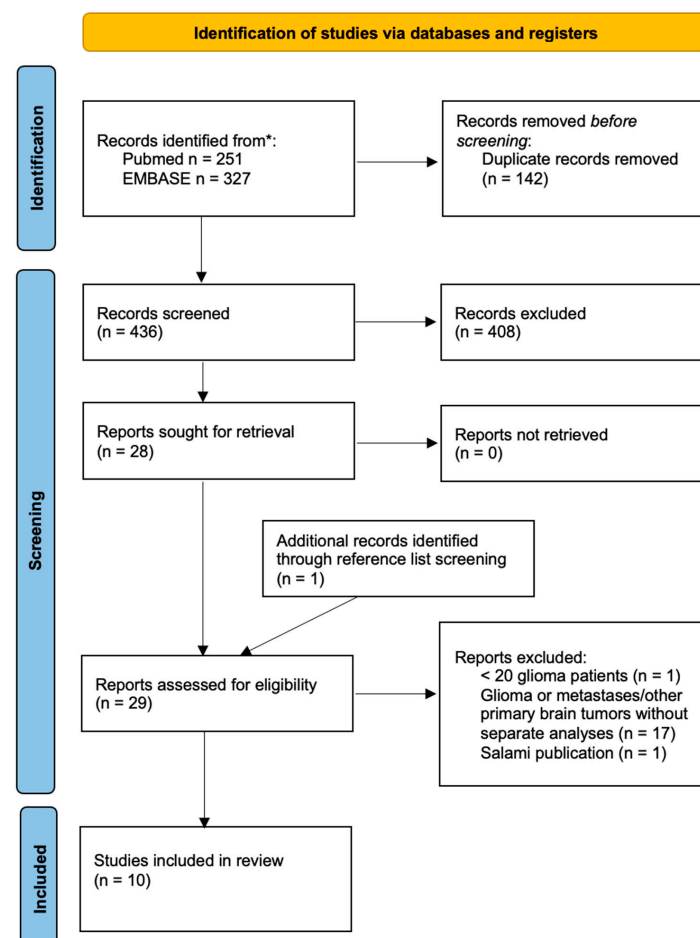 Identification of studies via databases and registers
Identification
Records identified from*:
Pubmed n = 251
EMBASE n = 327
Records removed before
screening:
Duplicate records removed
(n = 142)
Screening
Records screened
(n = 436)
Records excluded
(n = 408)
Reports sought for retrieval
(n = 28)
Reports not retrieved
(n = 0)
Additional records identified
through reference list screening
(n = 1)
Reports assessed for eligibility
(n = 29)
Reports excluded:
< 20 glioma patients (n = 1)
Glioma or metastases/other
primary brain tumors without
separate analyses (n = 17)
Salami publication (n = 1)
Included
Studies included in review
(n = 10)